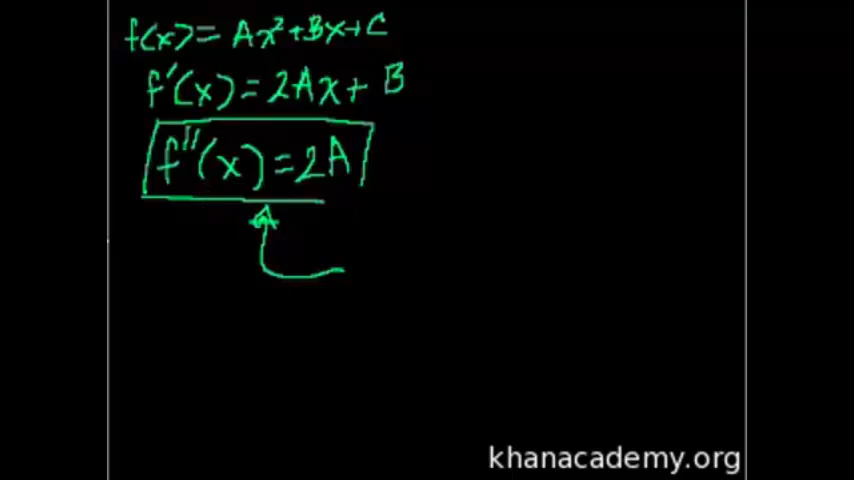 f(x) = Ax² + Bx + C
f'(x) = 2Ax + B
f''(x) = 2A
khanacademy.org